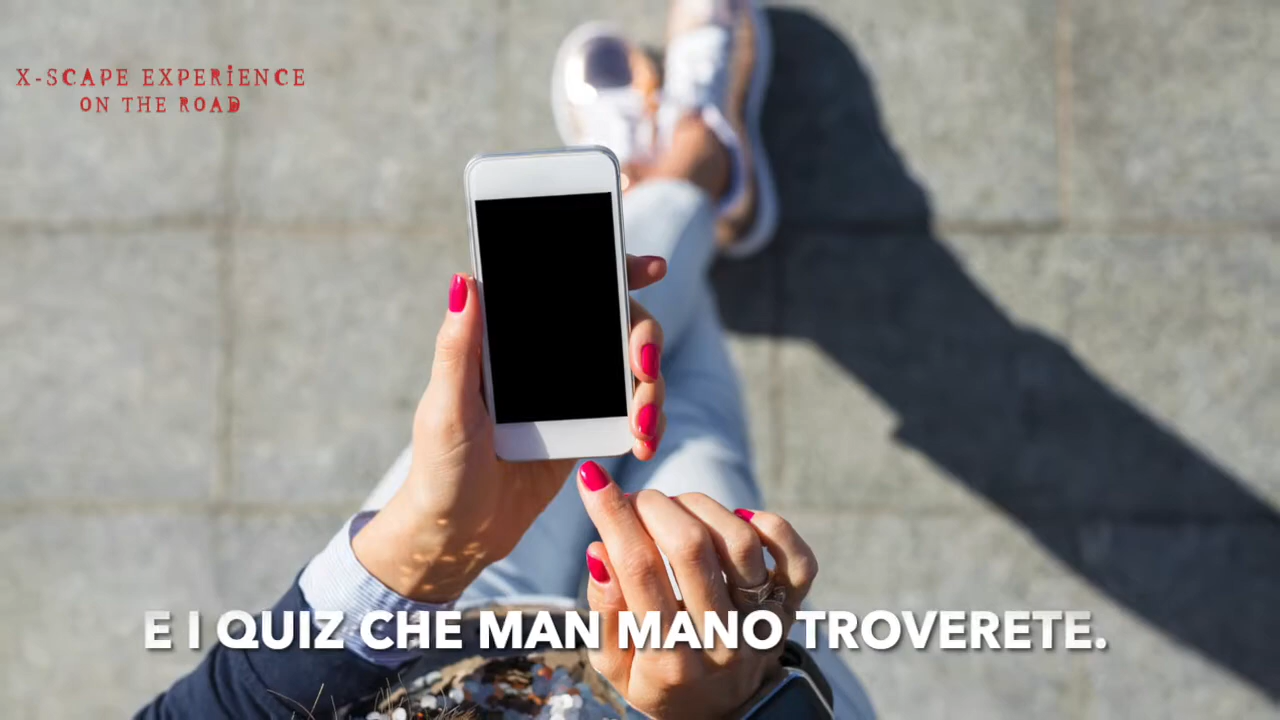 X-SCAPE EXPERIENCE
ON THE ROAD
E I QUIZ CHE MAN MANO TROVERETE.